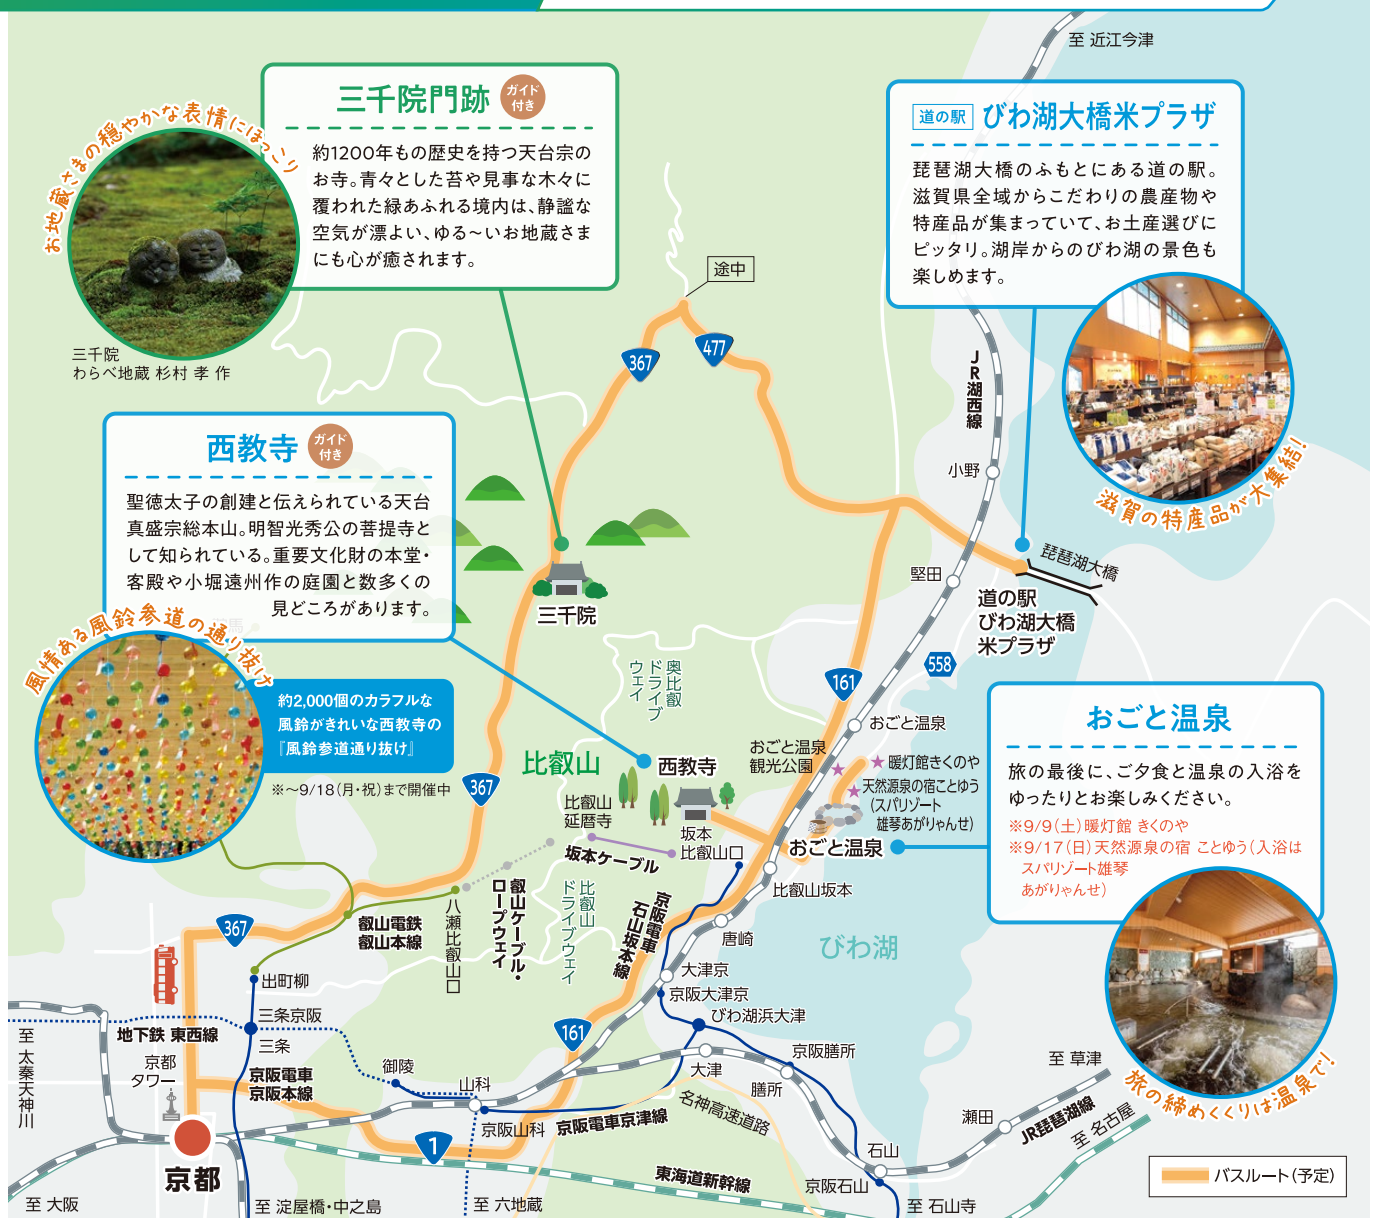 至 近江今津
三千院門跡
ガイド
付き
約1200年もの歴史を持つ天台宗の
お寺。青々とした苔や見事な木々に
覆われた緑あふれる境内は、静謐な
空気が漂よい、ゆる〜いお地蔵さま
にも心が癒されます。
お地蔵さまの穏やかな表情にほっこり
三千院
わらべ地蔵 杉村 孝 作
道の駅 びわ湖大橋米プラザ
琵琶湖大橋のふもとにある道の駅。
滋賀県全域からこだわりの農産物や
特産品が集まっていて、お土産選びに
ピッタリ。湖岸からのびわ湖の景色も
楽しめます。
滋賀の特産品が大集結!
途中
367
477
JR湖西線
小野
西教寺
ガイド
付き
聖徳太子の創建と伝えられている天台
真盛宗総本山。明智光秀公の菩提寺と
して知られている。重要文化財の本堂・
客殿や小堀遠州作の庭園と数多くの
見どころがあります。
風情ある風鈴参道の通り抜け
約2,000個のカラフルな
風鈴がきれいな西教寺の
『風鈴参道通り抜け』
※〜9/18(月・祝)まで開催中
三千院
堅田
琵琶湖大橋
道の駅
びわ湖大橋
米プラザ
558
161
奥比叡
ドライブ
ウェイ
おごと温泉
おごと温泉
観光公園
暖灯館きくのや
天然源泉の宿ことゆう
(スパリゾート
雄琴あがりゃんせ)
おごと温泉
おごと温泉
旅の最後に、ご夕食と温泉の入浴を
ゆったりとお楽しみください。
※9/9(土)暖灯館 きくのや
※9/17(日)天然源泉の宿 ことゆう(入浴は
スパリゾート雄琴
あがりゃんせ)
旅の締めくくりは温泉で!
比叡山
西教寺
367
比叡山
延暦寺
坂本ケーブル
坂本
比叡山口
比叡山坂本
叡山ケーブル・
ロープウェイ
比叡山
ドライブウェイ
京阪電車
石山坂本線
唐崎
びわ湖
367
叡山電鉄
叡山本線
八瀬比叡山口
出町柳
大津京
京阪大津京
びわ湖浜大津
161
三条京阪
三条
地下鉄 東西線
至 太秦天神川
京都
タワー
京阪電車
京阪本線
御陵
山科
京阪山科
京阪電車京津線
大津
京阪膳所
膳所
名神高速道路
至 草津
瀬田
JR琵琶湖線
至 名古屋
石山
京阪石山
至 石山寺
1
京都
東海道新幹線
至 大阪
至 淀屋橋・中之島
至 六地蔵
バスルート(予定)